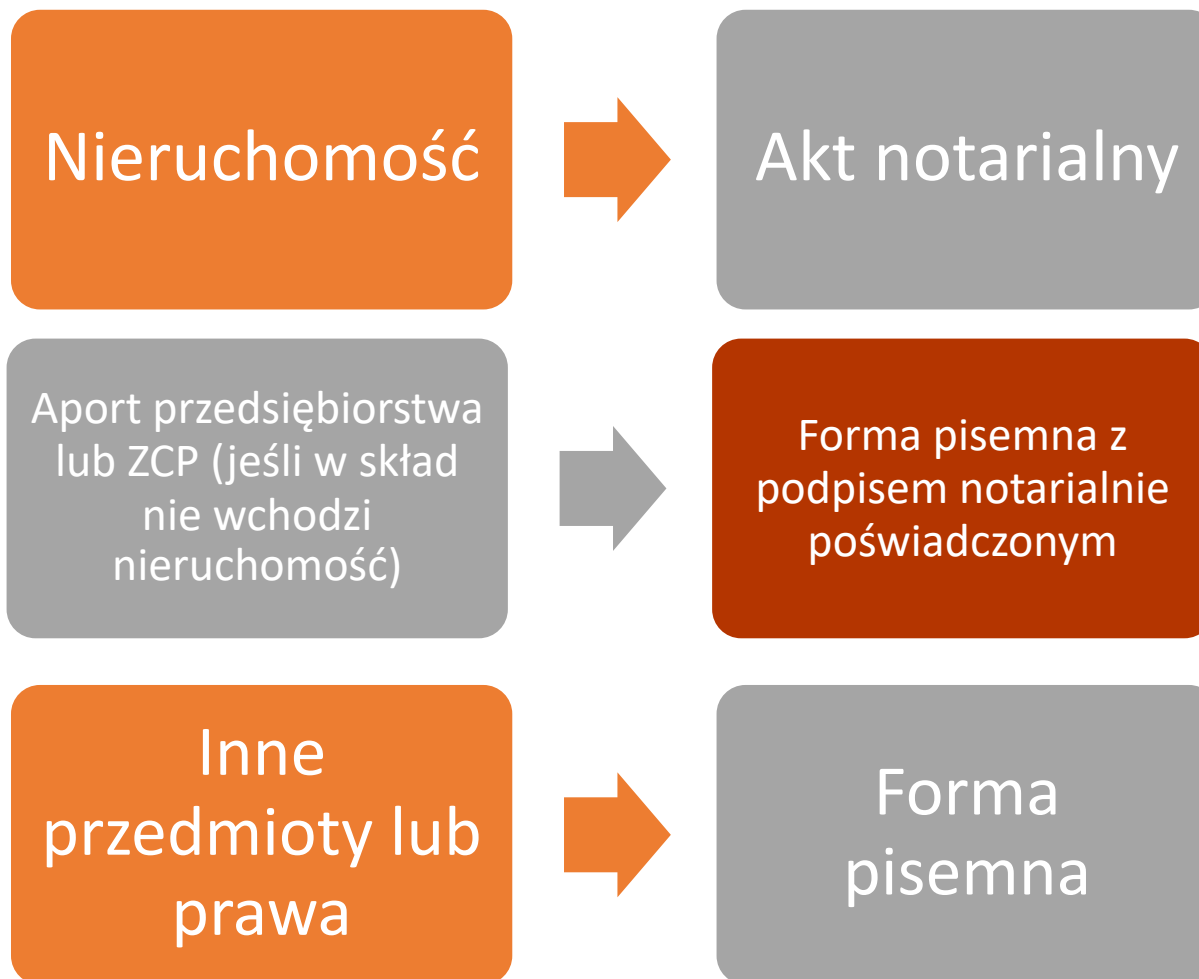 Nieruchomość
Akt notarialny
Aport przedsiębiorstwa
lub ZCP (jeśli w skład
nie wchodzi
nieruchomość)
Forma pisemna z
podpisem notarialnie
poświadczonym
Inne
przedmioty lub
prawa
Forma
pisemna